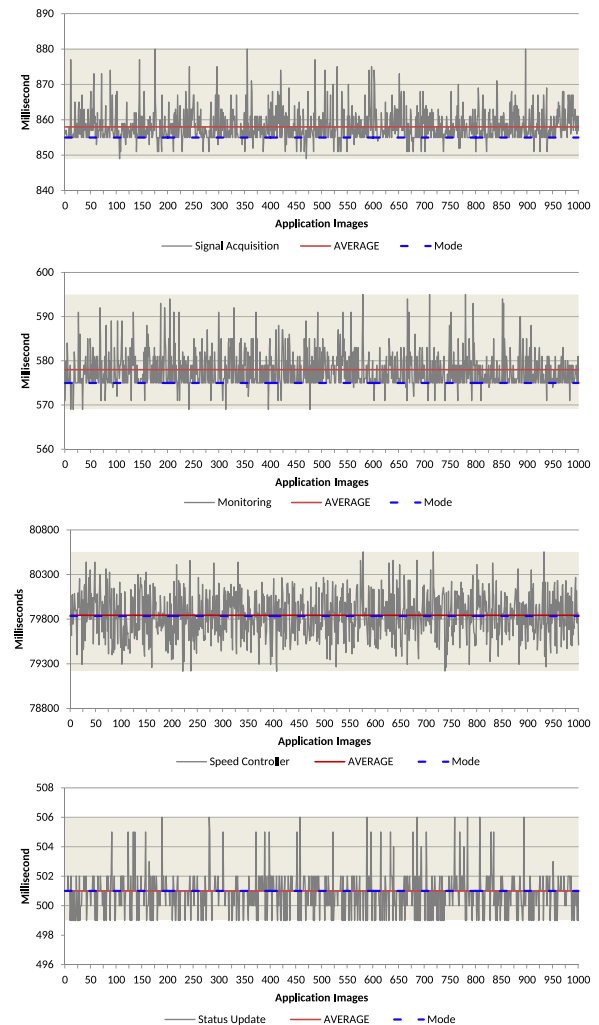 890
880
870
860
850
840
Millisecond
0 50 100 150 200 250 300 350 400 450 500 550 600 650 700 750 800 850 900 950 1000
Application Images
Signal Acquisition AVERAGE Mode
600
590
580
570
560
Millisecond
0 50 100 150 200 250 300 350 400 450 500 550 600 650 700 750 800 850 900 950 1000
Application Images
Monitoring AVERAGE Mode
80800
80300
79800
79300
78800
Milliseconds
0 50 100 150 200 250 300 350 400 450 500 550 600 650 700 750 800 850 900 950 1000
Application Images
Speed Controller AVERAGE Mode
508
506
504
502
500
498
496
Millisecond
0 50 100 150 200 250 300 350 400 450 500 550 600 650 700 750 800 850 900 950 1000
Application Images
Status Update AVERAGE Mode